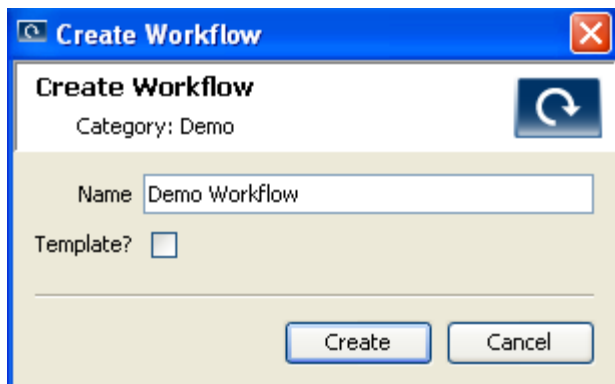 Create Workflow
Create Workflow
Category: Demo
Name Demo Workflow
Template?
Create Cancel